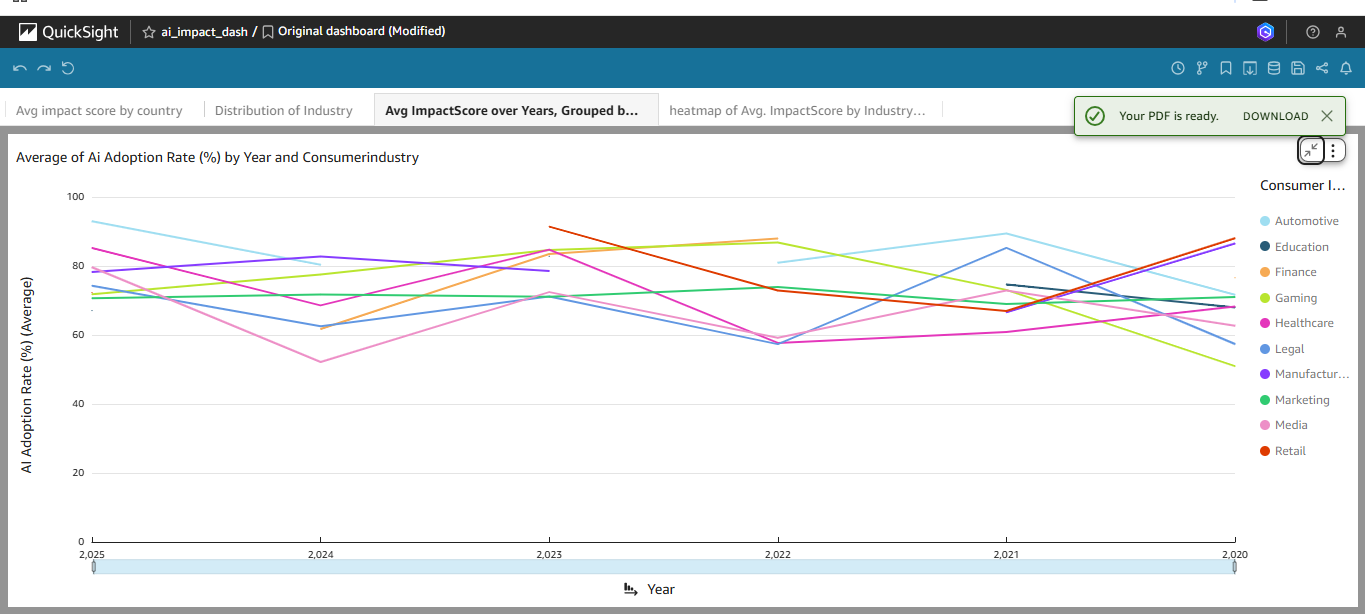 QuickSight
ai_impact_dash / Original dashboard (Modified)
Avg impact score by country
Distribution of Industry
Avg ImpactScore over Years, Grouped b...
heatmap of Avg. ImpactScore by Industry...
Your PDF is ready.
DOWNLOAD
Average of Ai Adoption Rate (%) by Year and Consumerindustry
Consumer I...
Automotive
Education
Finance
Gaming
Healthcare
Legal
Manufactur...
Marketing
Media
Retail
AI Adoption Rate (%) (Average)
100
80
60
40
20
0
2,025
2,024
2,023
2,022
2,021
2,020
Year